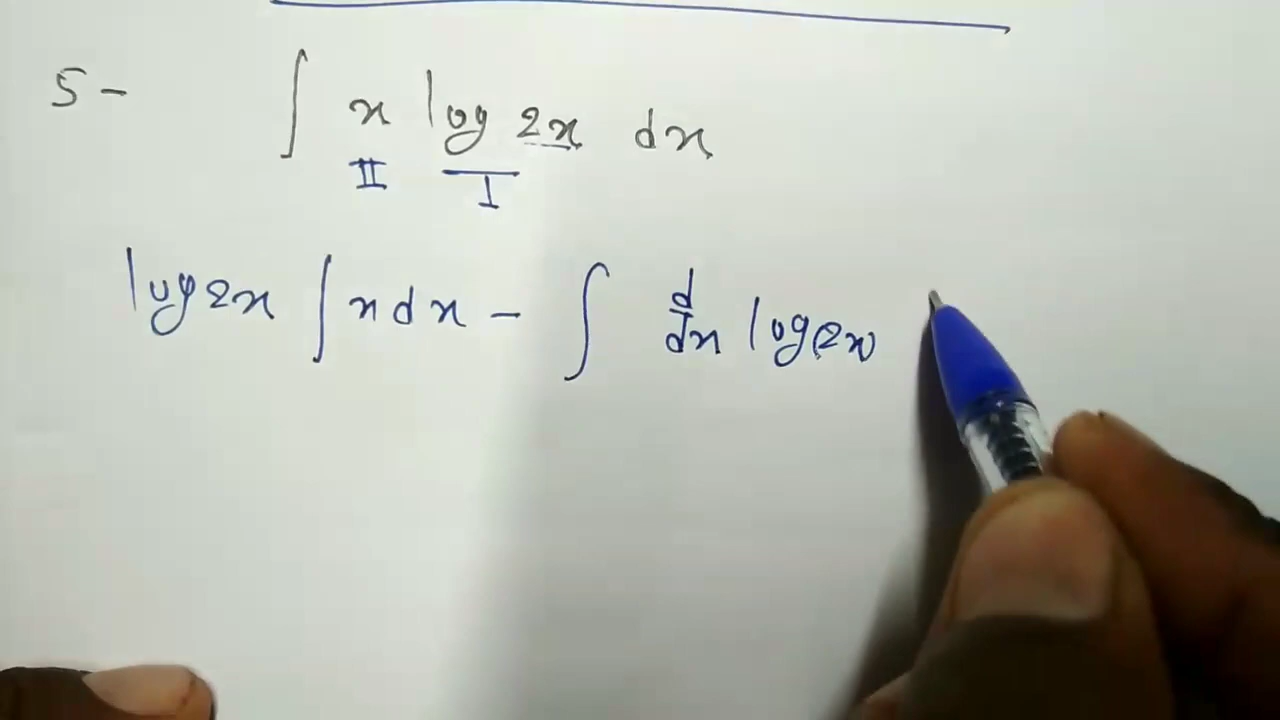 5 - ∫ x log 2x dx
II I
log 2x ∫ x dx - ∫ d/dx log 2x